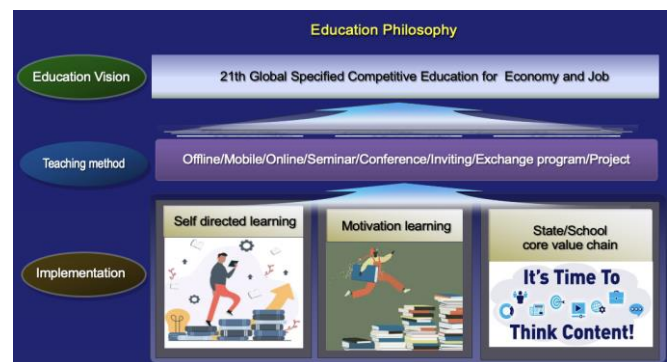 Education Philosophy
Education Vision
21th Global Specified Competitive Education for Economy and Job
Teaching method
Offline/Mobile/Online/Seminar/Conference/Inviting/Exchange program/Project
Implementation
Self directed learning
Motivation learning
State/School
core value chain
It's Time To
Think Content!